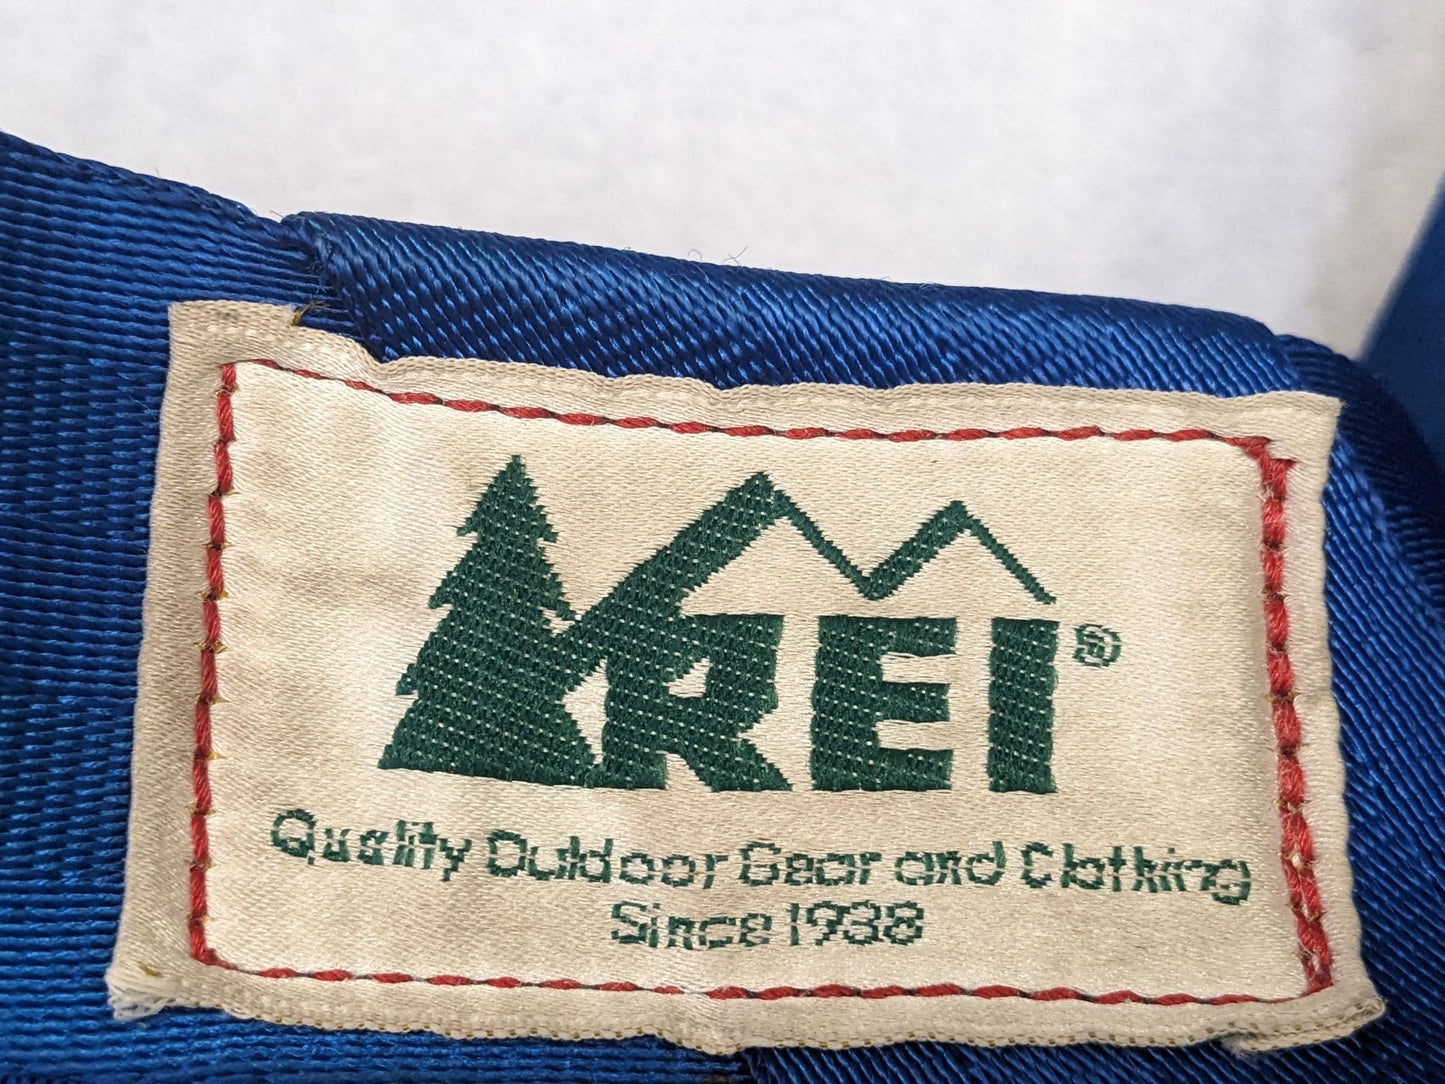 REI®
Quality Outdoor Gear and Clothing
Since 1938